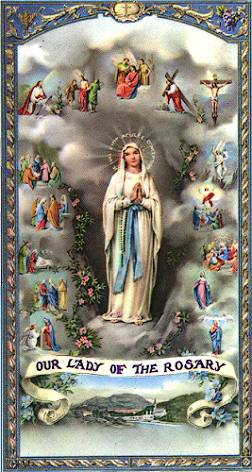 OUR LADY OF THE ROSARY